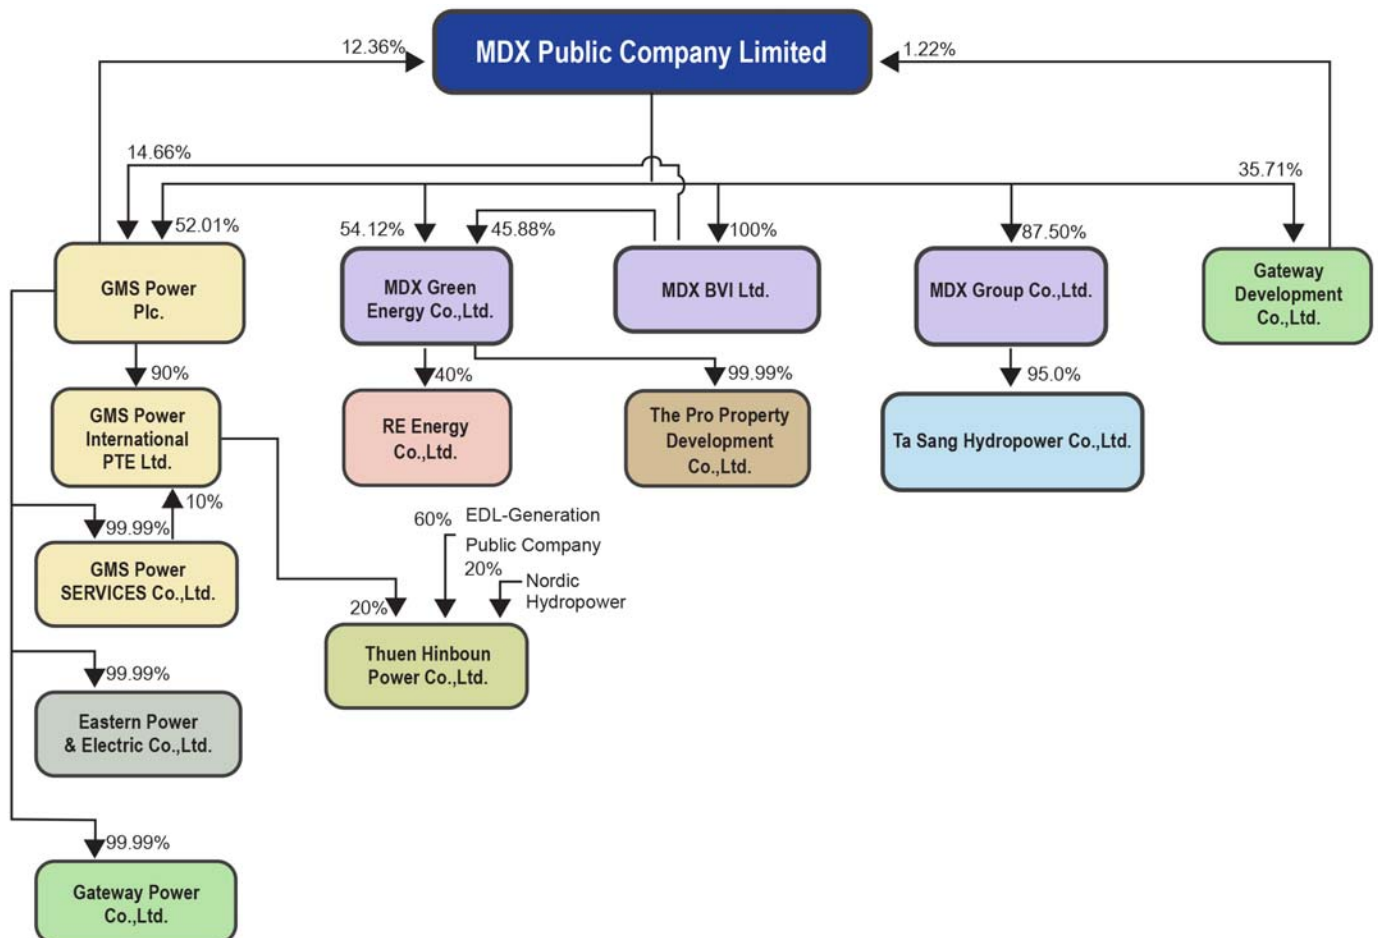 12.36%
MDX Public Company Limited
1.22%
14.66%
35.71%
52.01%
54.12%
45.88%
100%
87.50%
GMS Power
Plc.
MDX Green
Energy Co.,Ltd.
MDX BVI Ltd.
MDX Group Co.,Ltd.
Gateway
Development
Co.,Ltd.
90%
40%
99.99%
95.0%
GMS Power
International
PTE Ltd.
RE Energy
Co.,Ltd.
The Pro Property
Development
Co.,Ltd.
Ta Sang Hydropower Co.,Ltd.
10%
99.99%
60%
EDL-Generation
Public Company
20%
Nordic
Hydropower
20%
GMS Power
SERVICES Co.,Ltd.
Thuen Hinboun
Power Co.,Ltd.
99.99%
Eastern Power
& Electric Co.,Ltd.
99.99%
Gateway Power
Co.,Ltd.